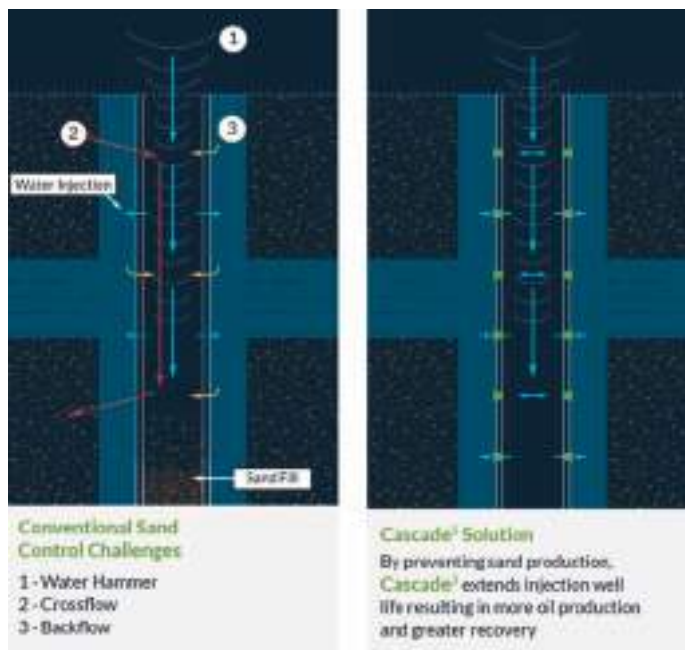 1
2
3
Water Injection
Sand Fill
Conventional Sand
Control Challenges
1 - Water Hammer
2 - Crossflow
3 - Backflow
Cascade³ Solution
By preventing sand production,
Cascade³ extends injection well
life resulting in more oil production
and greater recovery